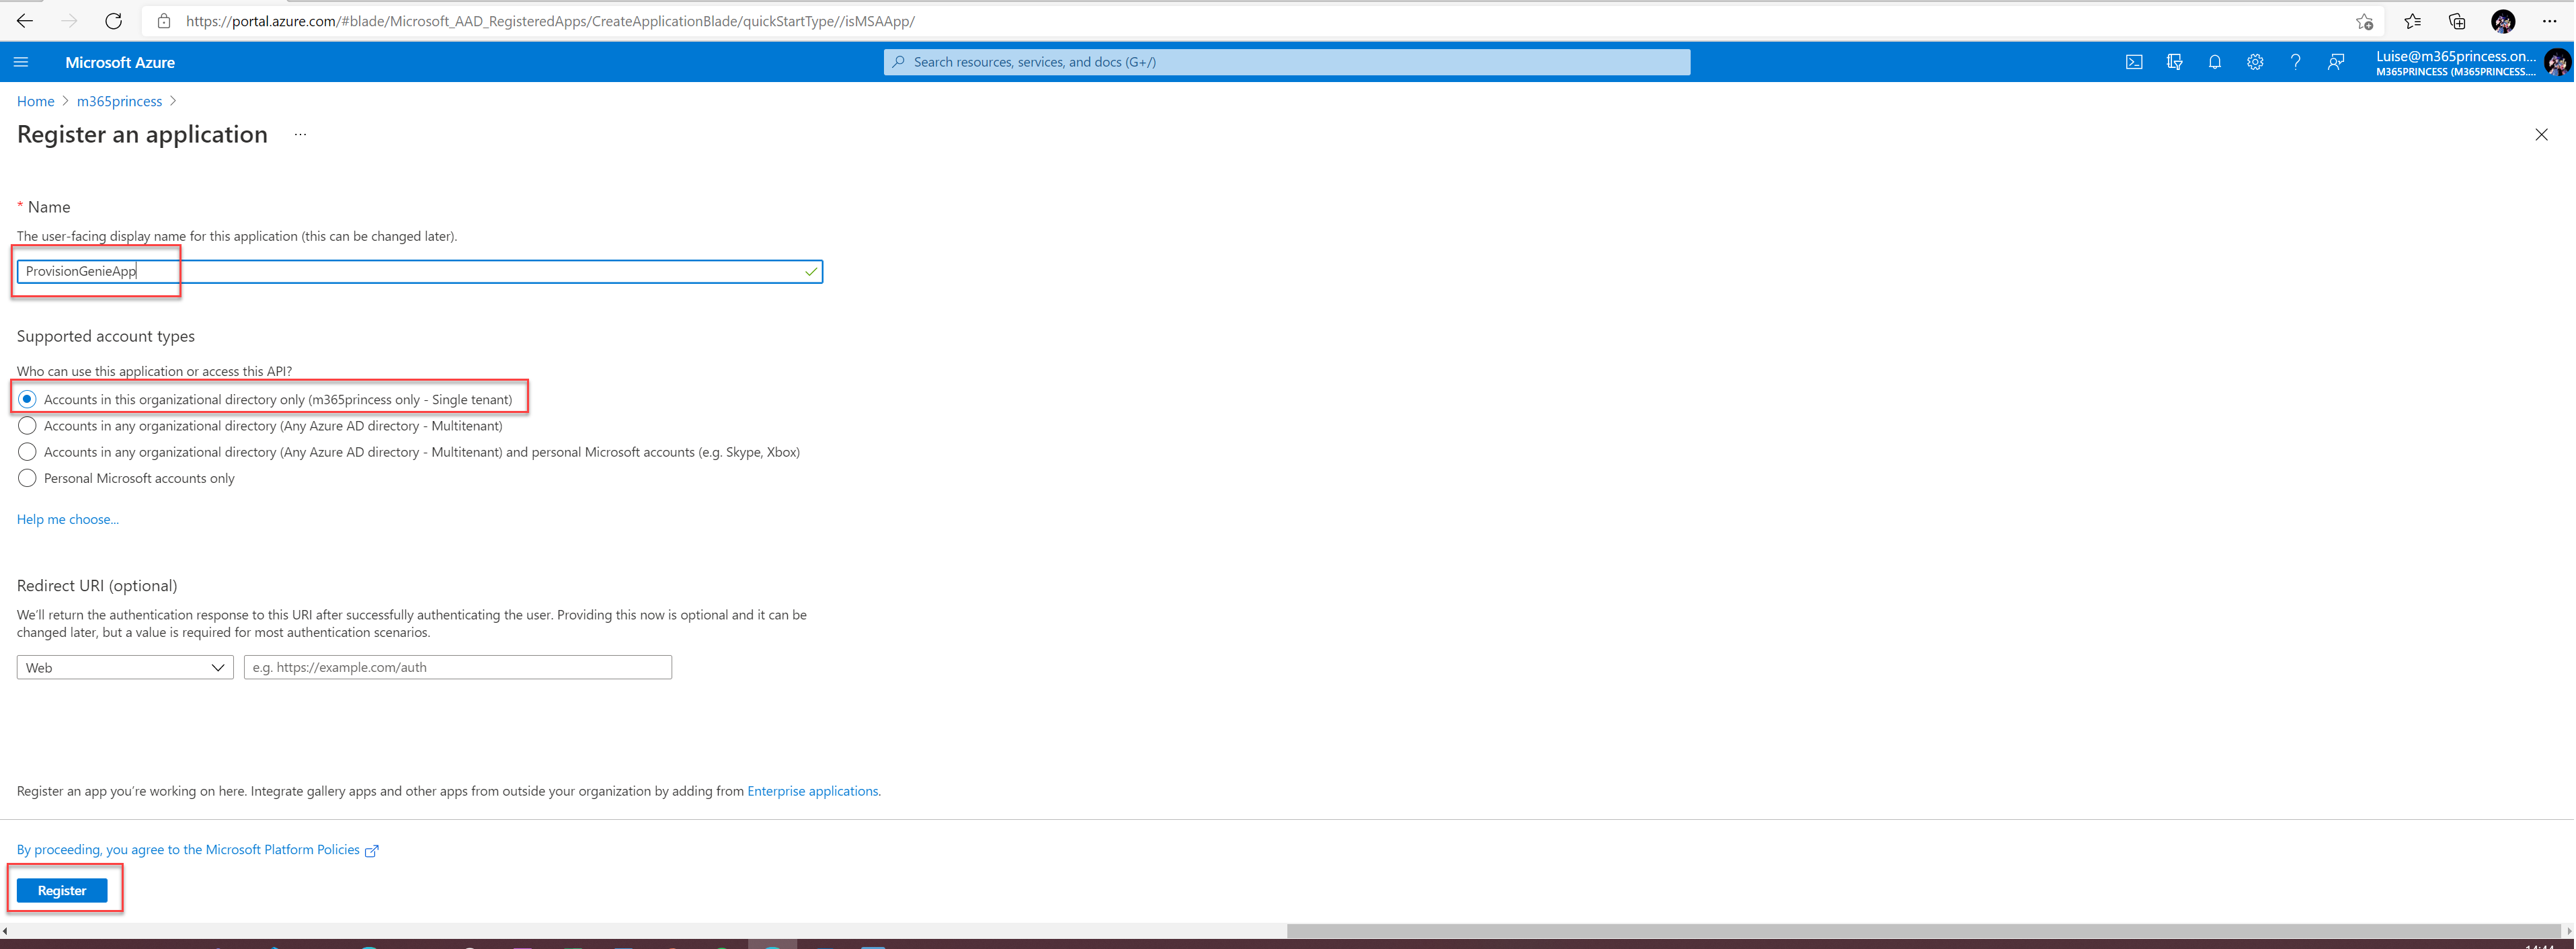 https://portal.azure.com/#blade/Microsoft_AAD_RegisteredApps/CreateApplicationBlade/quickStartType//isMSAApp/
Microsoft Azure
Search resources, services, and docs (G+/)
Luise@m365princess.on...
M365PRINCESS (M365PRINCESS....
Home > m365princess >
Register an application ...
* Name
The user-facing display name for this application (this can be changed later).
ProvisionGenieApp
Supported account types
Who can use this application or access this API?
Accounts in this organizational directory only (m365princess only - Single tenant)
Accounts in any organizational directory (Any Azure AD directory - Multitenant)
Accounts in any organizational directory (Any Azure AD directory - Multitenant) and personal Microsoft accounts (e.g. Skype, Xbox)
Personal Microsoft accounts only
Help me choose...
Redirect URI (optional)
We'll return the authentication response to this URI after successfully authenticating the user. Providing this now is optional and it can be
changed later, but a value is required for most authentication scenarios.
Web
e.g. https://example.com/auth
Register an app you're working on here. Integrate gallery apps and other apps from outside your organization by adding from Enterprise applications.
By proceeding, you agree to the Microsoft Platform Policies
Register